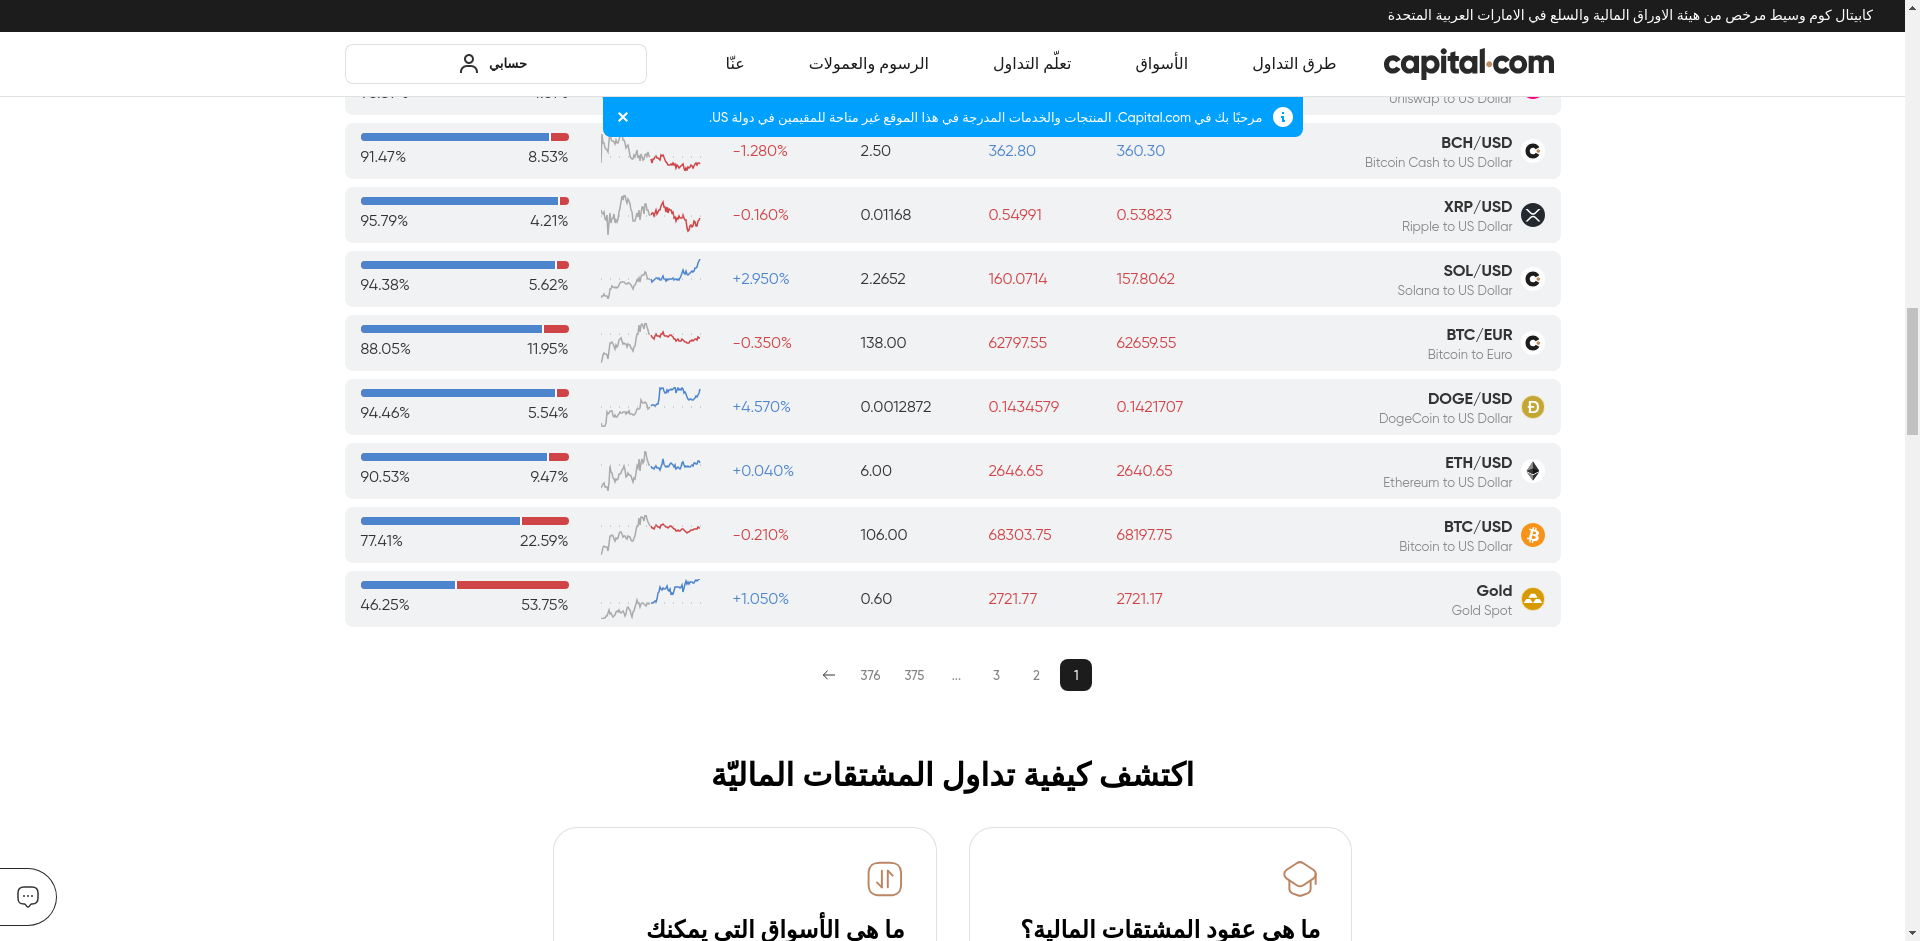 كابيتال كوم وسيط مرخص من هيئة الاوراق المالية والسلع في الامارات العربية المتحدة
capital.com
طرق التداول
الأسواق
تعلّم التداول
الرسوم والعمولات
عنّا
حسابي
مرحبًا بك في Capital.com. المنتجات والخدمات المدرجة في هذا الموقع غير متاحة للمقيمين في دولة US.
Uniswap to US Dollar
BCH/USD
Bitcoin Cash to US Dollar
360.30
362.80
2.50
-1.280%
8.53%
91.47%
XRP/USD
Ripple to US Dollar
0.53823
0.54991
0.01168
-0.160%
4.21%
95.79%
SOL/USD
Solana to US Dollar
157.8062
160.0714
2.2652
+2.950%
5.62%
94.38%
BTC/EUR
Bitcoin to Euro
62659.55
62797.55
138.00
-0.350%
11.95%
88.05%
DOGE/USD
DogeCoin to US Dollar
0.1421707
0.1434579
0.0012872
+4.570%
5.54%
94.46%
ETH/USD
Ethereum to US Dollar
2640.65
2646.65
6.00
+0.040%
9.47%
90.53%
BTC/USD
Bitcoin to US Dollar
68197.75
68303.75
106.00
-0.210%
22.59%
77.41%
Gold
Gold Spot
2721.17
2721.77
0.60
+1.050%
53.75%
46.25%
1
2
3
...
375
376
اكتشف كيفية تداول المشتقات الماليّة
ما هي عقود المشتقات المالية؟
ما هي الأسواق التي يمكنك